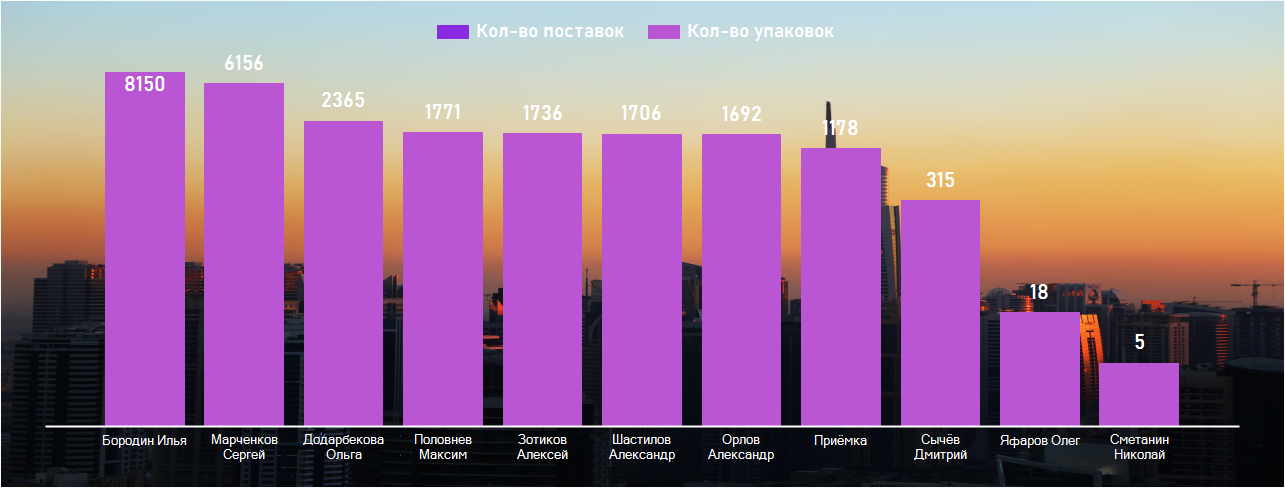 Кол-во поставок Кол-во упаковок
8150 6156 2365 1771 1736 1706 1692 1178 315 18 5
Бородин Илья
Марченков
Сергей
Додарбекова
Ольга
Половнев
Максим
Зотиков
Алексей
Шастилов
Александр
Орлов
Александр
Приёмка
Сычёв
Дмитрий
Яфаров Олег
Сметанин
Николай